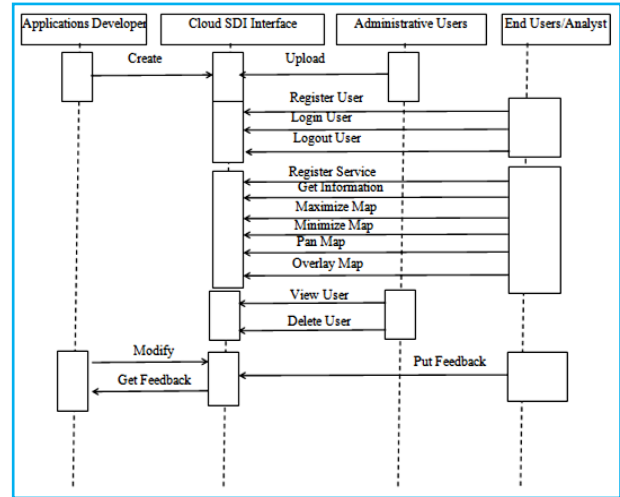 Applications Developer
Cloud SDI Interface
Administrative Users
End Users/Analyst
Create
Upload
Register User
Login User
Logout User
Register Service
Get Information
Maximize Map
Minimize Map
Pan Map
Overlay Map
View User
Delete User
Modify
Put Feedback
Get Feedback